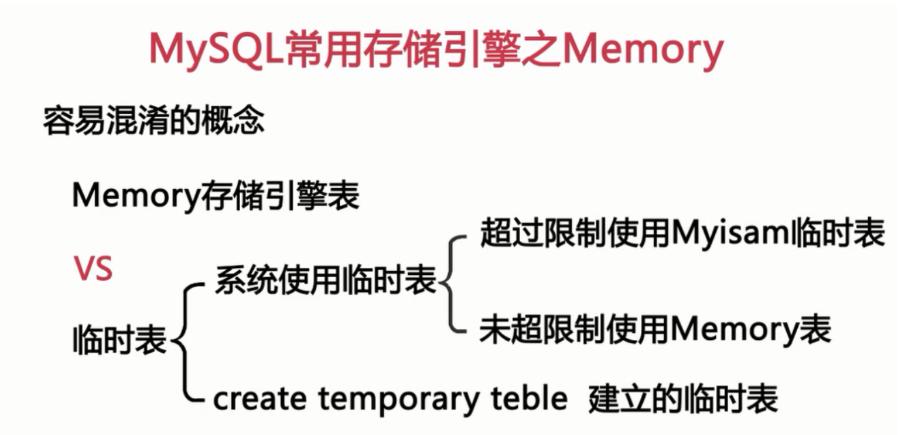 MySQL常用存储引擎之Memory
容易混淆的概念
Memory存储引擎表
VS
临时表
系统使用临时表
超过限制使用Myisam临时表
未超限制使用Memory表
create temporary teble 建立的临时表